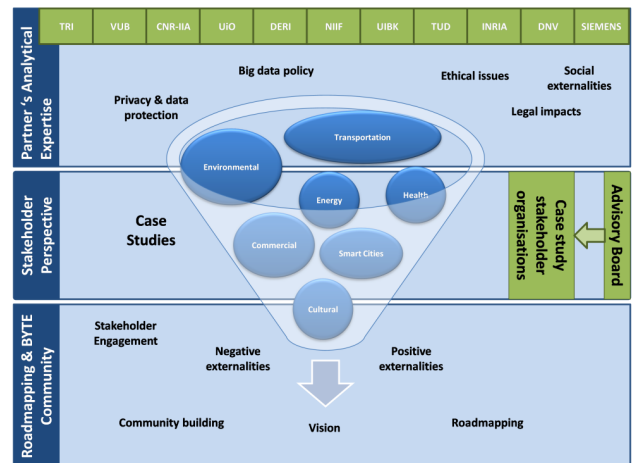 TRI VUB CNR-IIA UiO DERI NIIF UIBK TUD INRIA DNV SIEMENS
Partner´s Analytical
Expertise
Big data policy
Ethical issues
Social
externalities
Privacy & data
protection
Legal impacts
Transportation
Environmental
Stakeholder
Perspective
Energy
Health
Case
Studies
Commercial
Smart Cities
Cultural
Case study
stakeholder
organisations
Advisory Board
Roadmapping & BYTE
Community
Stakeholder
Engagement
Negative
externalities
Positive
externalities
Community building
Vision
Roadmapping